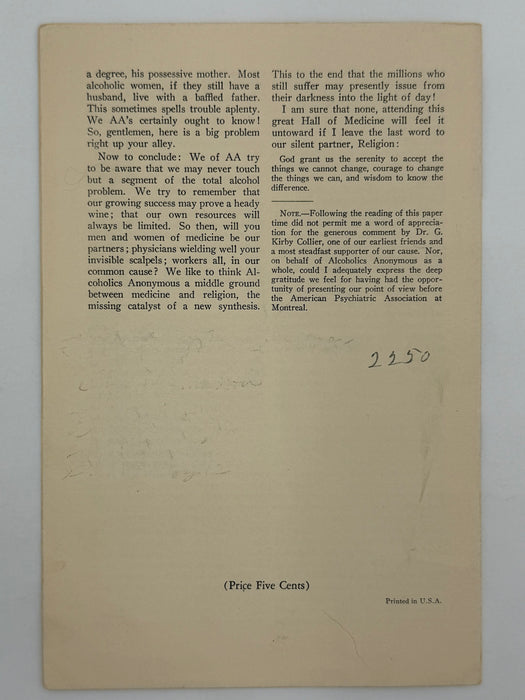 a degree, his possessive mother. Most
alcoholic women, if they still have a
husband, live with a baffled father.
This sometimes spells trouble aplenty.
We AA's certainly ought to know!
So, gentlemen, here is a big problem
right up your alley.
Now to conclude: We of AA try
to be aware that we may never touch
but a segment of the total alcohol
problem. We try to remember that
our growing success may prove a heady
wine; that our own resources will
always be limited. So then, will you
men and women of medicine be our
partners; physicians wielding well your
invisible scalpels; workers all, in our
common cause? We like to think Al-
coholics Anonymous a middle ground
between medicine and religion, the
missing catalyst of a new synthesis.
This to the end that the millions who
still suffer may presently issue from
their darkness into the light of day!
I am sure that none, attending this
great Hall of Medicine will feel it
untoward if I leave the last word to
our silent partner, Religion:
God grant us the serenity to accept the
things we cannot change, courage to change
the things we can, and wisdom to know the
difference.
NOTE.—Following the reading of this paper
time did not permit me a word of apprecia-
tion for the generous comment by Dr. G.
Kirby Collier, one of our earliest friends and
a most steadfast supporter of our cause. Nor,
on behalf of Alcoholics Anonymous as a
whole, could I adequately express the deep
gratitude we feel for having had the oppor-
tunity of presenting our point of view before
the American Psychiatric Association at
Montreal.
2250
(Price Five Cents)
Printed in U.S.A.